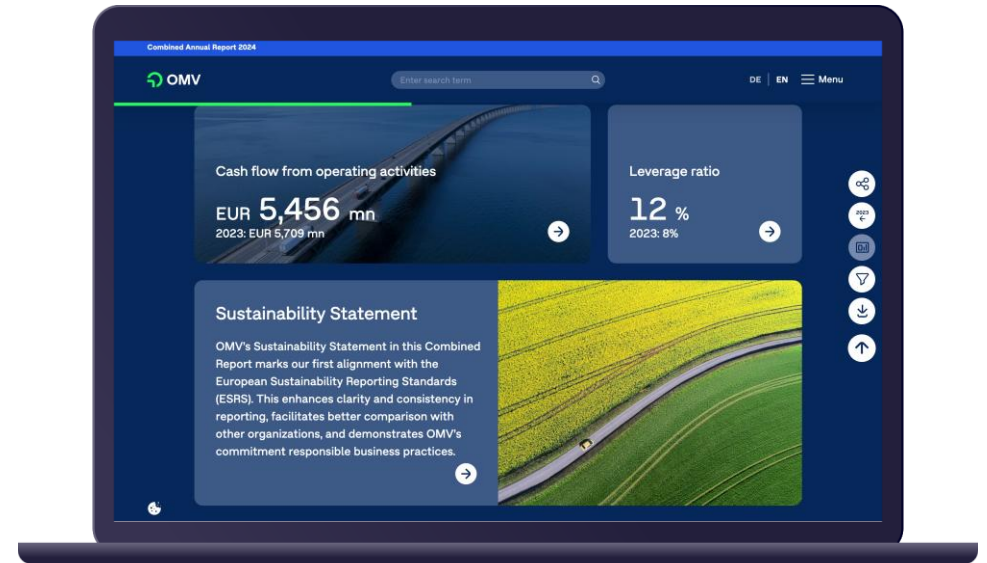 Combined Annual Report 2024
OMV
Enter search term
DE | EN
Menu
Cash flow from operating activities
EUR 5,456 mn
2023: EUR 5,709 mn
Leverage ratio
12 %
2023: 8%
2023
Sustainability Statement
OMV's Sustainability Statement in this Combined
Report marks our first alignment with the
European Sustainability Reporting Standards
(ESRS). This enhances clarity and consistency in
reporting, facilitates better comparison with
other organizations, and demonstrates OMV's
commitment responsible business practices.